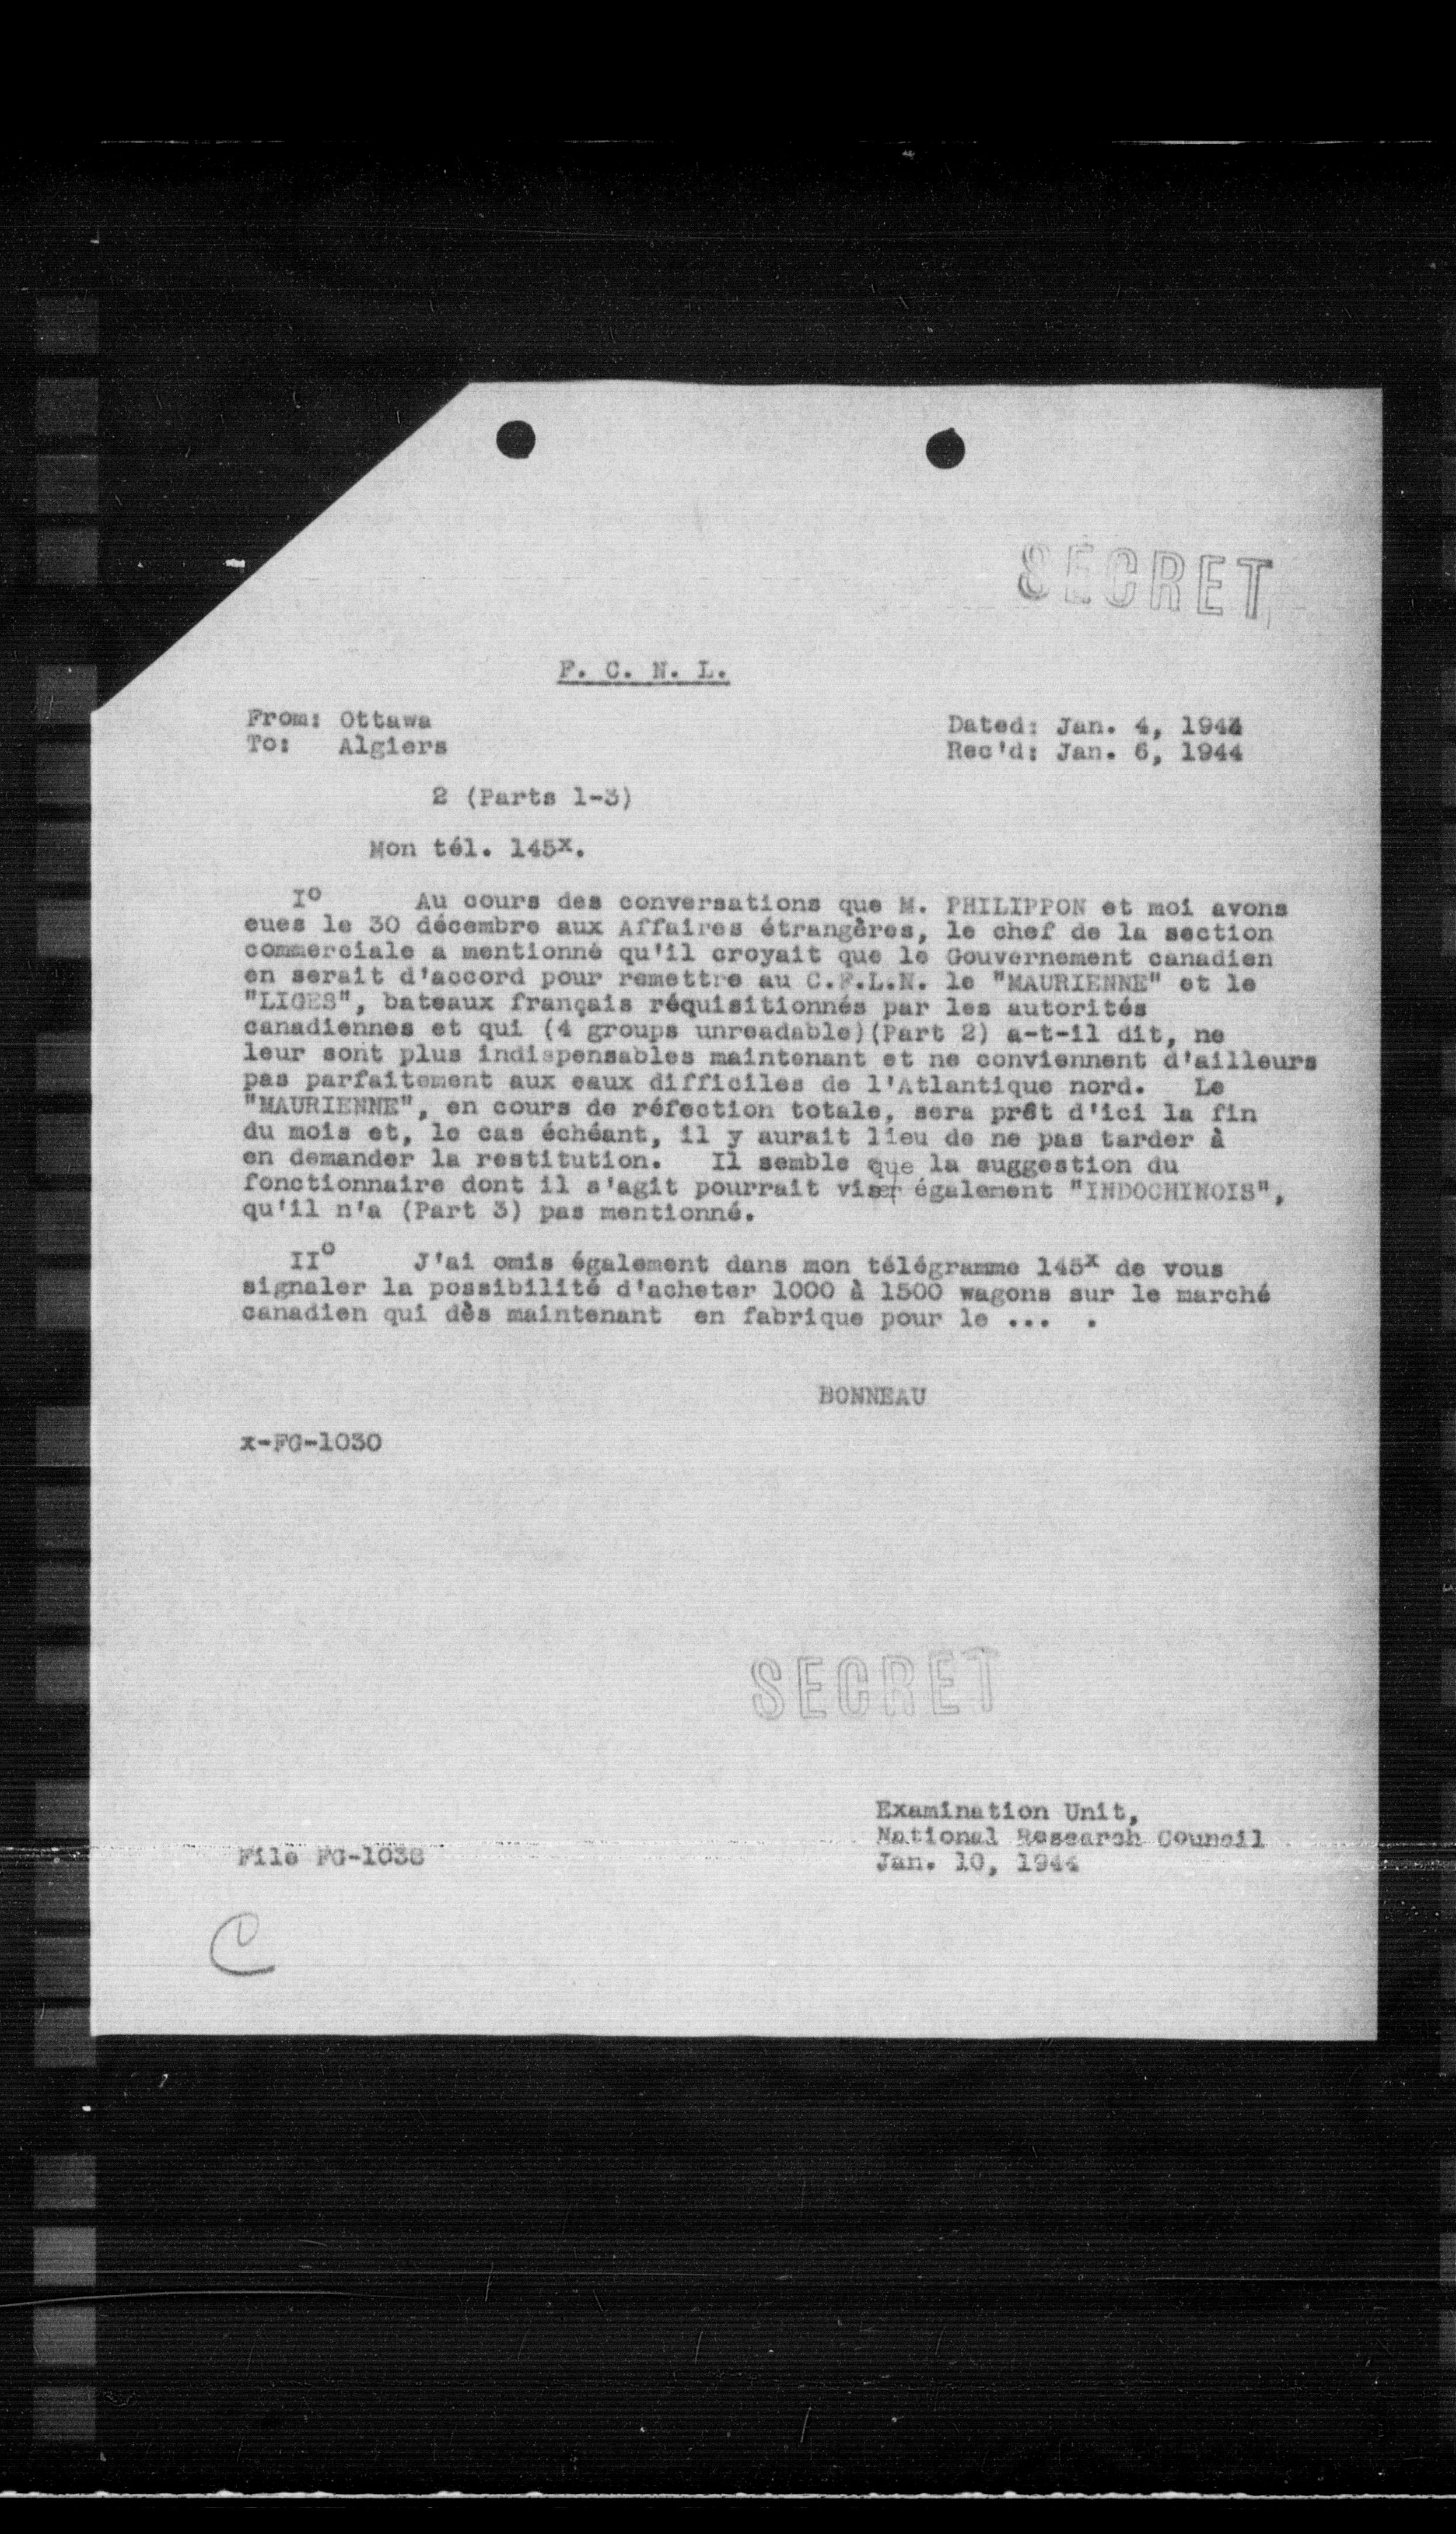 SECRET
F. C. N. L.
From: Ottawa
To: Algiers
Dated: Jan. 4, 1944
Rec'd: Jan. 6, 1944
2 (Parts 1-3)
Mon tél. 145x.
I° Au cours des conversations que M. PHILIPPON et moi avons
eues le 30 décembre aux Affaires étrangères, le chef de la section
commerciale a mentionné qu'il croyait que le Gouvernement canadien
en serait d'accord pour remettre au C.F.L.N. le "MAURIENNE" et le
"LIGES", bateaux français réquisitionnés par les autorités
canadiennes et qui (4 groups unreadable)(Part 2) a-t-il dit, ne
leur sont plus indispensables maintenant et ne conviennent d'ailleurs
pas parfaitement aux eaux difficiles de l'Atlantique nord. Le
"MAURIENNE", en cours de réfection totale, sera prêt d'ici la fin
du mois et, le cas échéant, il y aurait lieu de ne pas tarder à
en demander la restitution. Il semble que la suggestion du
fonctionnaire dont il s'agit pourrait viser également "INDOCHINOIS",
qu'il n'a (Part 3) pas mentionné.
II° J'ai omis également dans mon télégramme 145x de vous
signaler la possibilité d'acheter 1000 à 1500 wagons sur le marché
canadien qui dès maintenant en fabrique pour le ... .
BONNEAU
x-FG-1030
SECRET
Examination Unit,
National Research Council
Jan. 10, 1944
File FG-1038
C